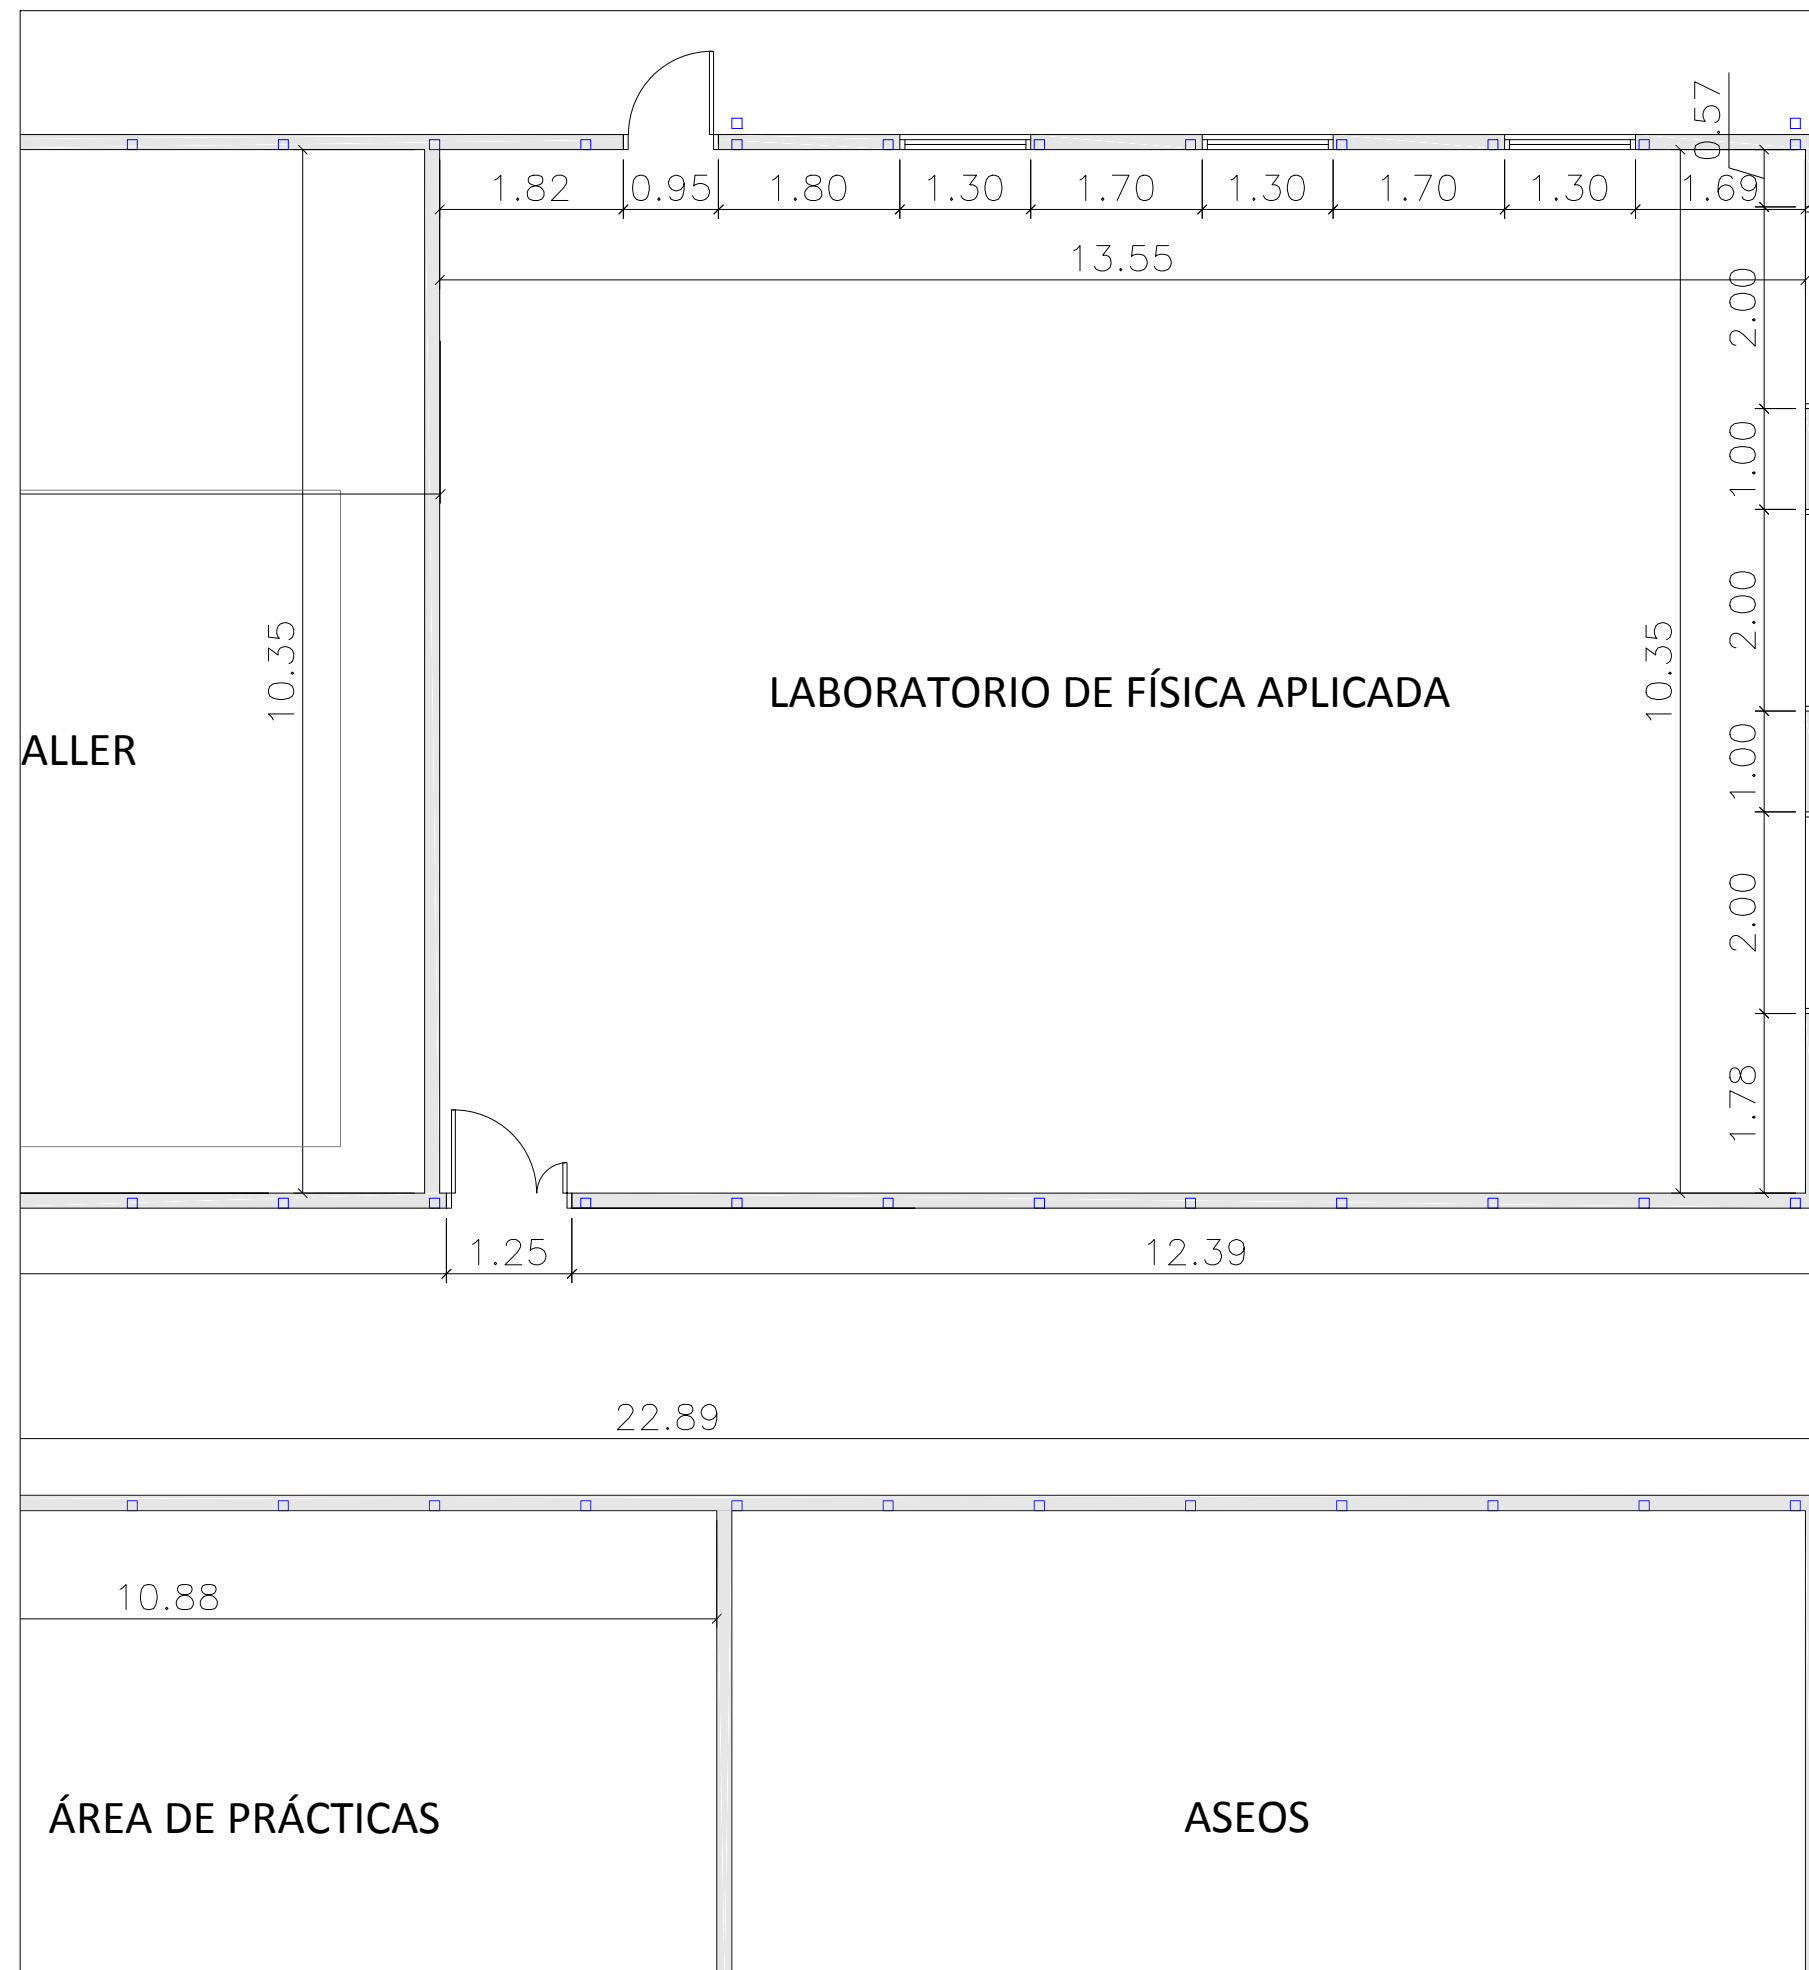 0.57
1.82 0.95 1.80 1.30 1.70 1.30 1.70 1.30 1.69
13.55
2.00
1.00
2.00
10.35
10.35
LABORATORIO DE FÍSICA APLICADA
ALLER
1.00
2.00
1.78
1.25 12.39
22.89
10.88
ÁREA DE PRÁCTICAS
ASEOS